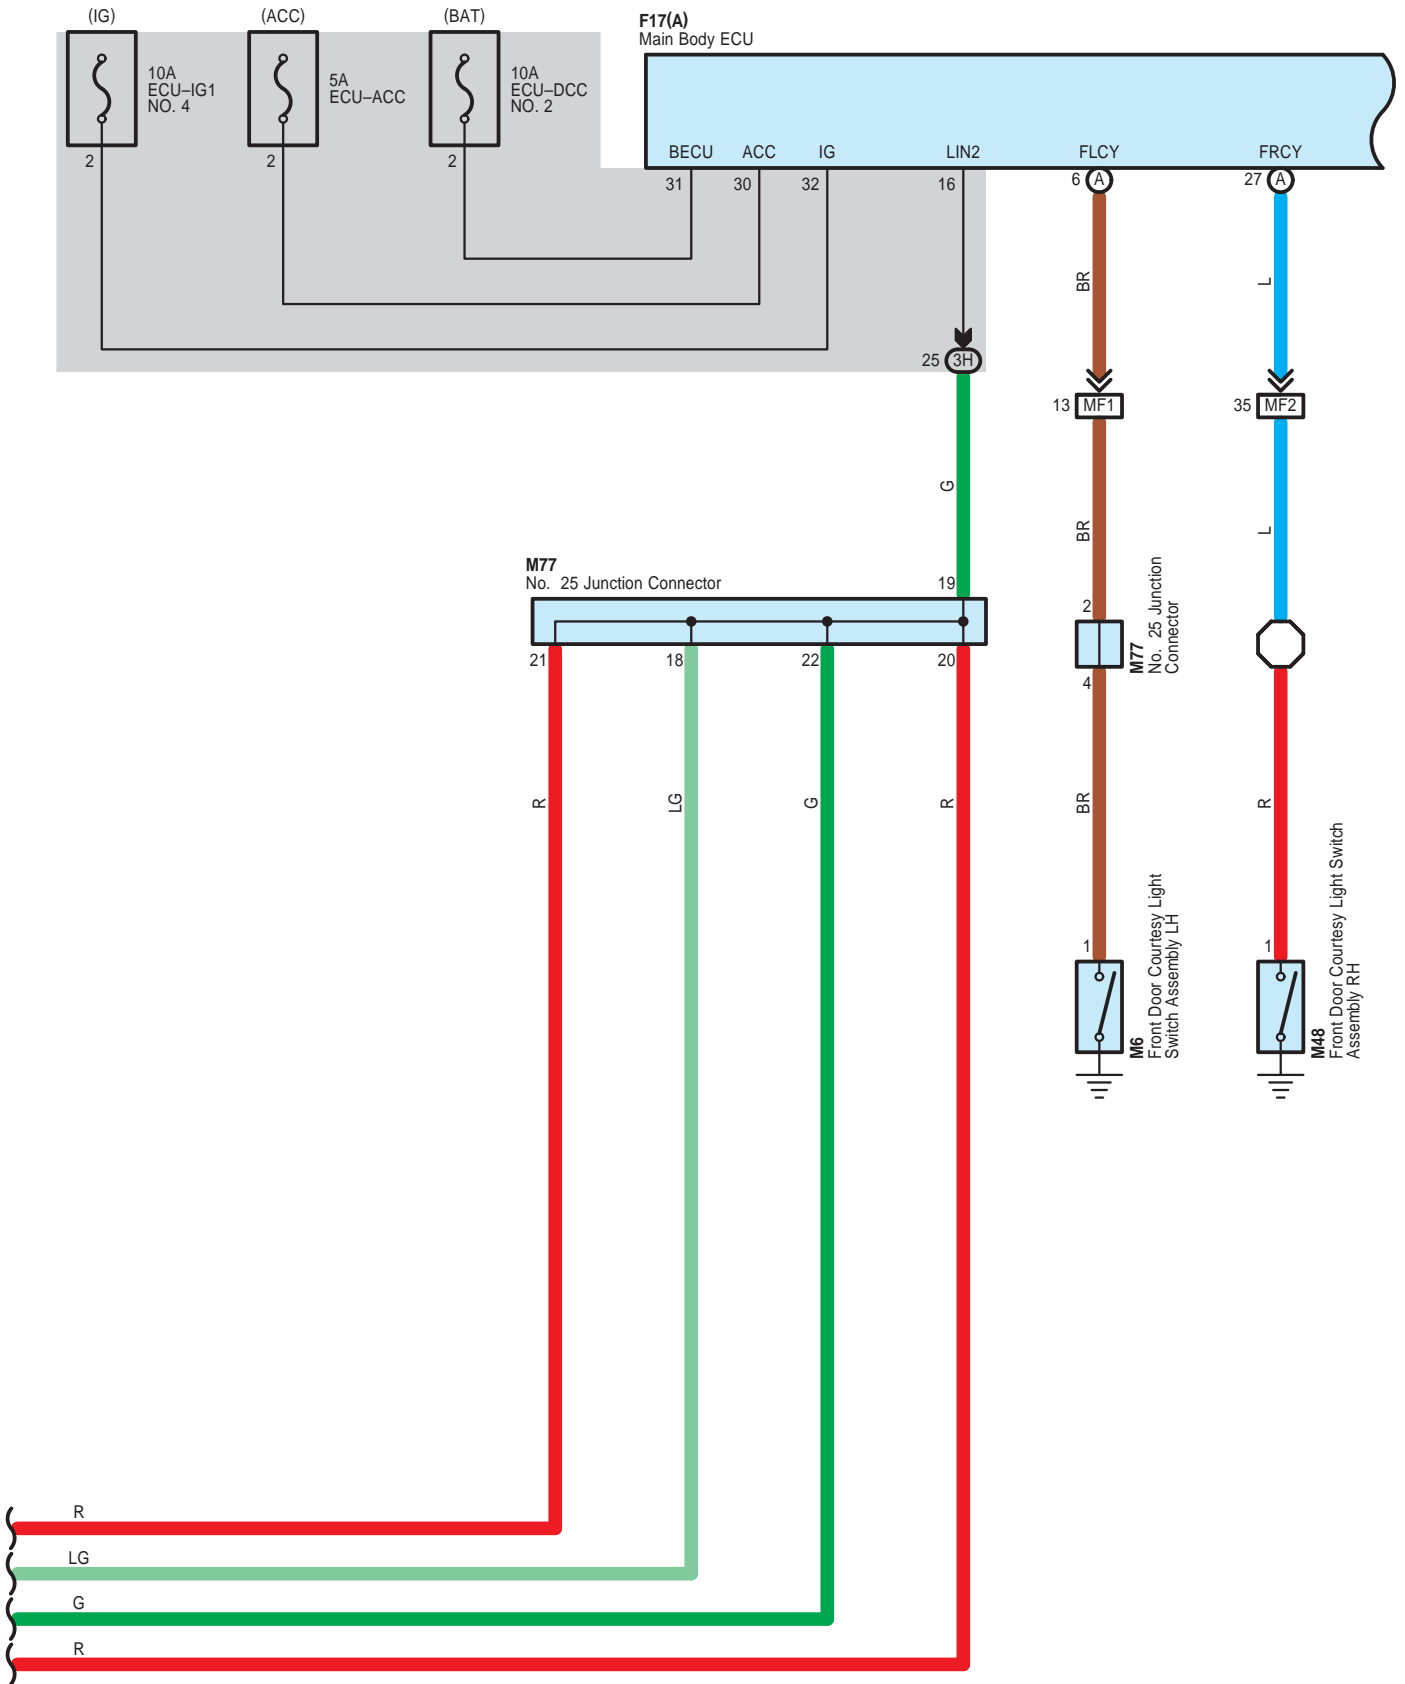 (IG)
(ACC)
(BAT)
F17(A)
Main Body ECU
10A
ECU–IG1
NO. 4
5A
ECU–ACC
10A
ECU–DCC
NO. 2
2
2
2
BECU
ACC
IG
LIN2
FLCY
FRCY
31
30
32
16
6
A
27
A
BR
L
25
3H
13
MF1
35
MF2
G
BR
L
M77
No. 25 Junction Connector
19
2
M77
No. 25 Junction
Connector
21
18
22
20
4
R
LG
G
R
BR
R
1
M6
Front Door Courtesy Light
Switch Assembly LH
1
M48
Front Door Courtesy Light Switch
Assembly RH
R
LG
G
R